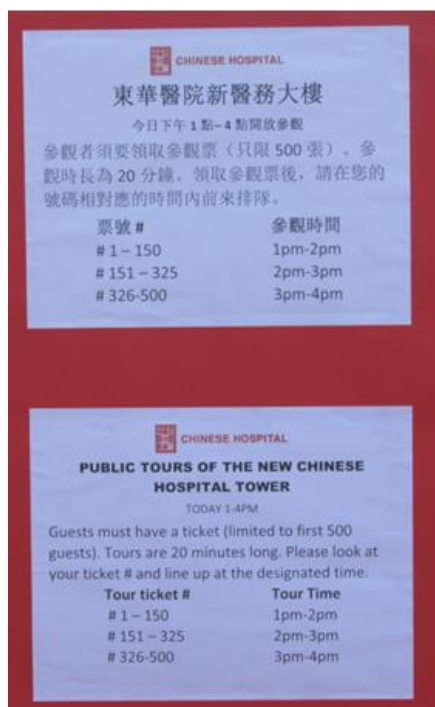 CHINESE HOSPITAL
東華醫院新醫務大樓
今日下午 1 點– 4 點開放參觀
參觀者須要領取參觀票（只限 500 張）。參
觀時長為 20 分鐘。領取參觀票後，請在您的
號碼相對應的時間內前來排隊。
票號 # 參觀時間
# 1 – 150 1pm-2pm
# 151 – 325 2pm-3pm
# 326-500 3pm-4pm
CHINESE HOSPITAL
PUBLIC TOURS OF THE NEW CHINESE
HOSPITAL TOWER
TODAY 1-4PM
Guests must have a ticket (limited to first 500
guests). Tours are 20 minutes long. Please look at
your ticket # and line up at the designated time.
Tour ticket # Tour Time
# 1 – 150 1pm-2pm
# 151 – 325 2pm-3pm
# 326-500 3pm-4pm